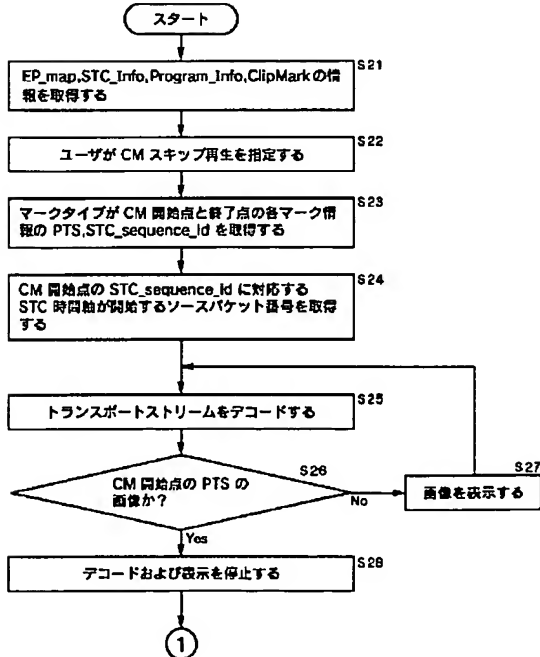 スタート
S21
EP_map,STC_Info,Program_Info,ClipMarkの情
報を取得する
S22
ユーザが CM スキップ再生を指定する
S23
マークタイプが CM 開始点と終了点の各マーク情
報の PTS,STC_sequence_id を取得する
S24
CM 開始点の STC_sequence_id に対応する
STC 時間軸が開始するソースパケット番号を取得
する
S25
トランスポートストリームをデコードする
S26
CM 開始点の PTS の
画像か?
No
S27
画像を表示する
Yes
S28
デコードおよび表示を停止する
1